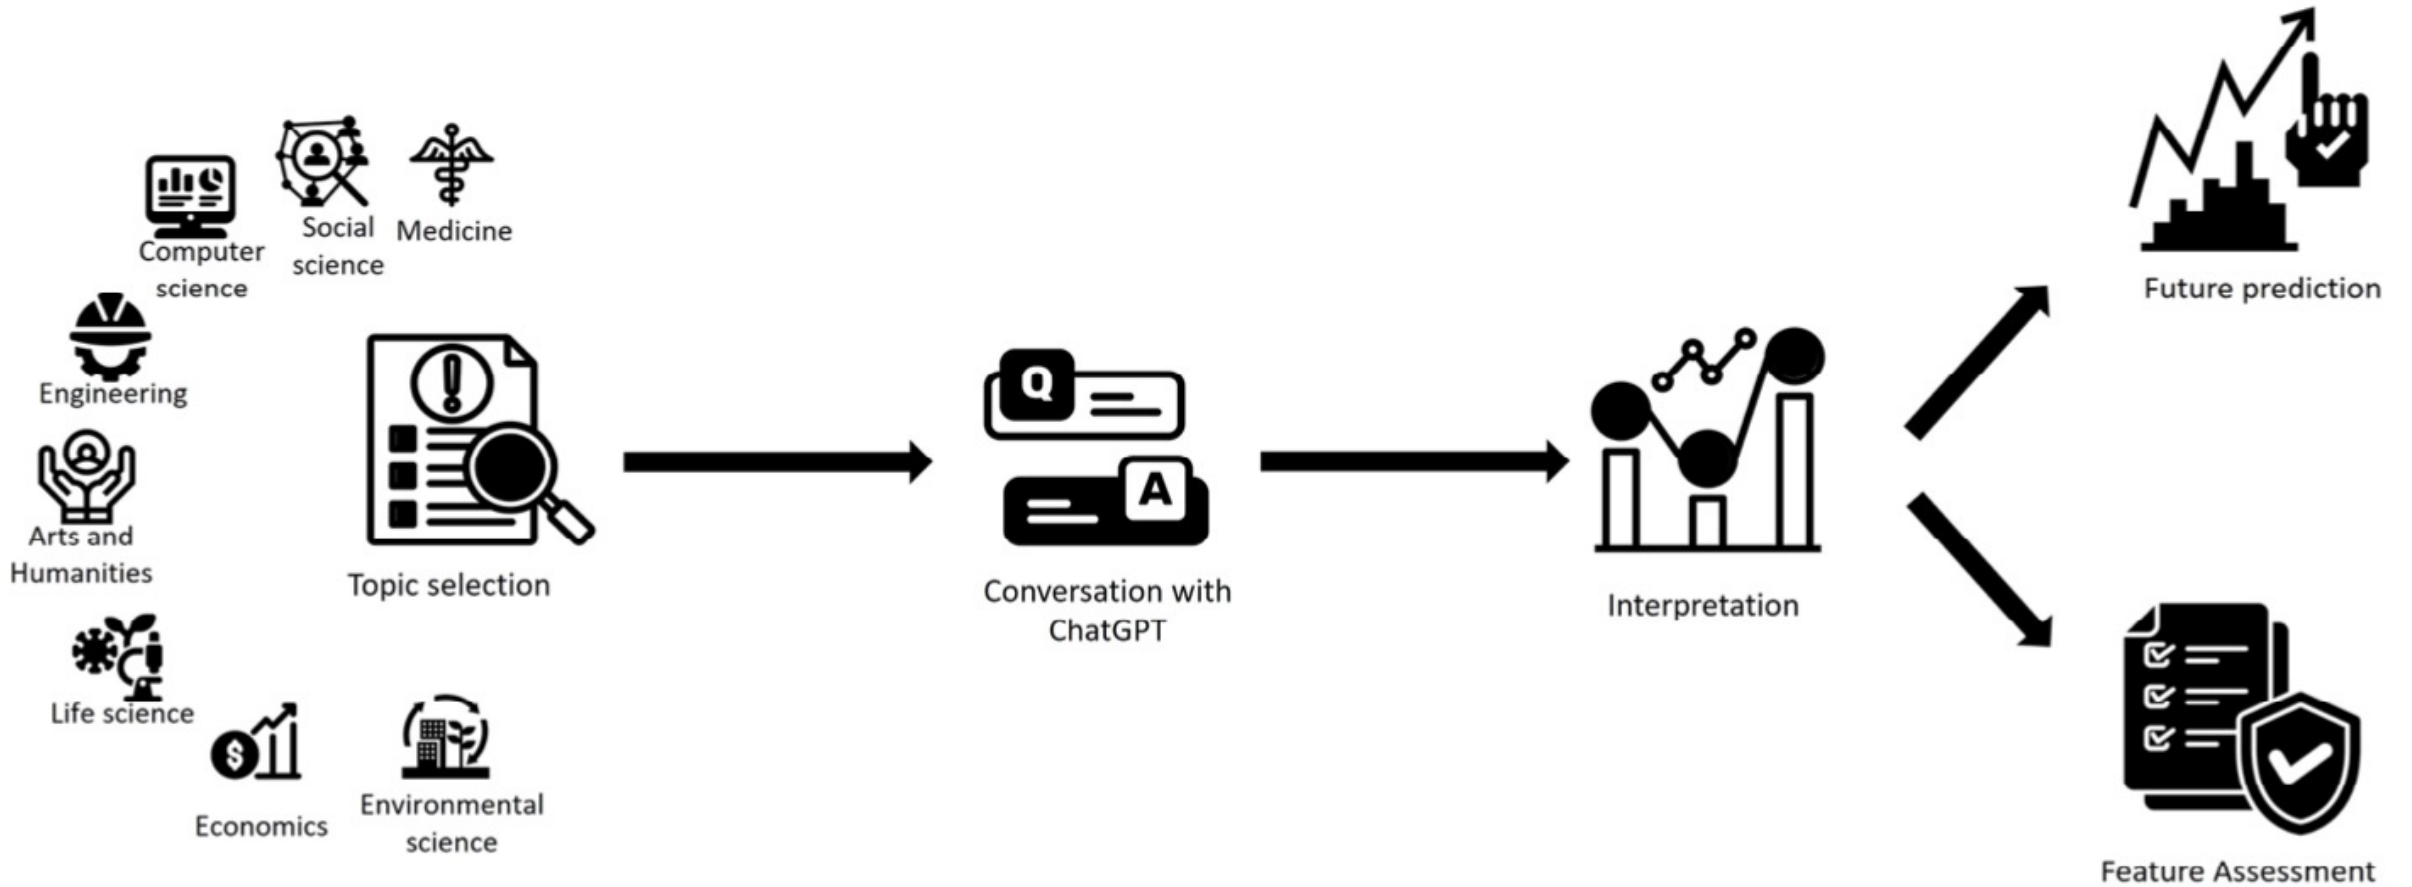 Computer
science
Social
science
Medicine
Engineering
Arts and
Humanities
Life science
Economics
Environmental
science
Topic selection
Q
A
Conversation with
ChatGPT
Interpretation
Future prediction
Feature Assessment
$